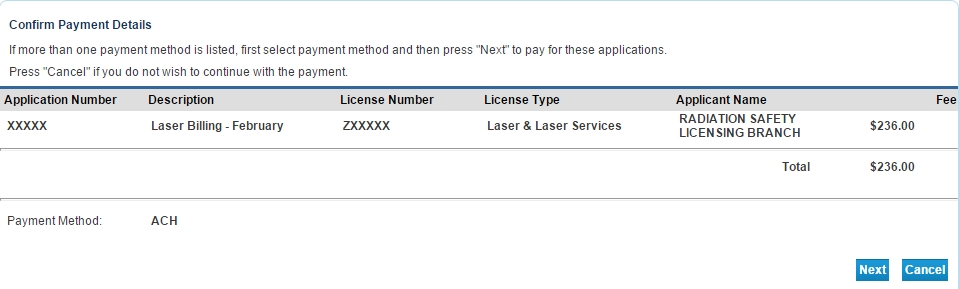 Confirm Payment Details
If more than one payment method is listed, first select payment method and then press "Next" to pay for these applications.
Press "Cancel" if you do not wish to continue with the payment.
Application Number Description License Number License Type Applicant Name Fee
XXXXX Laser Billing - February ZXXXXX Laser & Laser Services RADIATION SAFETY LICENSING BRANCH $236.00
Total $236.00
Payment Method: ACH
Next Cancel